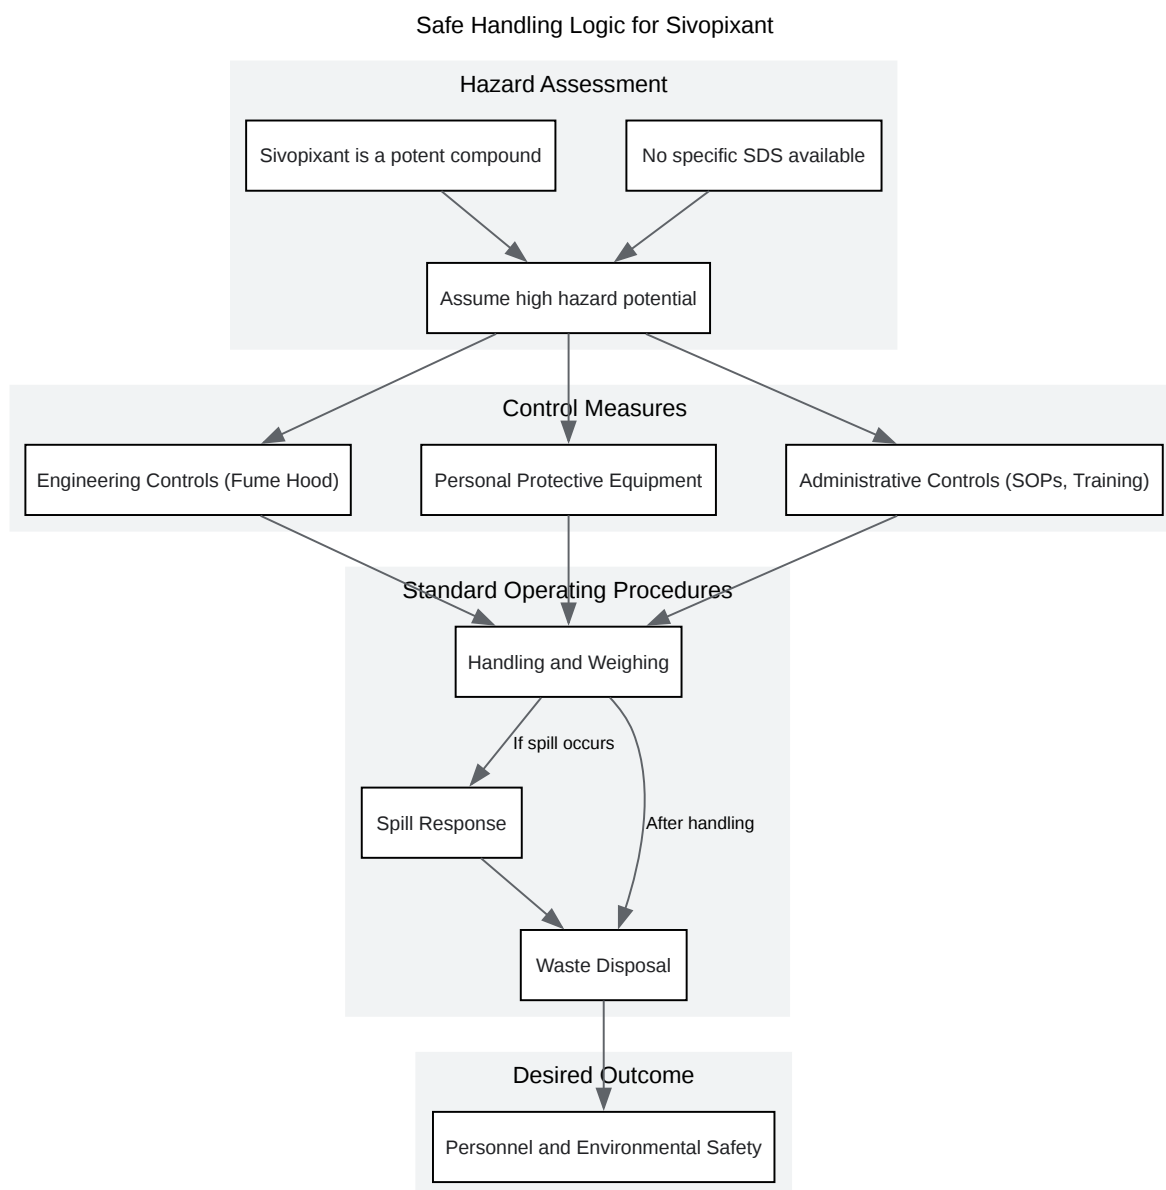 Safe Handling Logic for Sivopixant
Hazard Assessment
Sivopixant is a potent compound
No specific SDS available
Assume high hazard potential
Control Measures
Engineering Controls (Fume Hood)
Personal Protective Equipment
Administrative Controls (SOPs, Training)
Standard Operating Procedures
Handling and Weighing
If spill occurs
Spill Response
After handling
Waste Disposal
Desired Outcome
Personnel and Environmental Safety